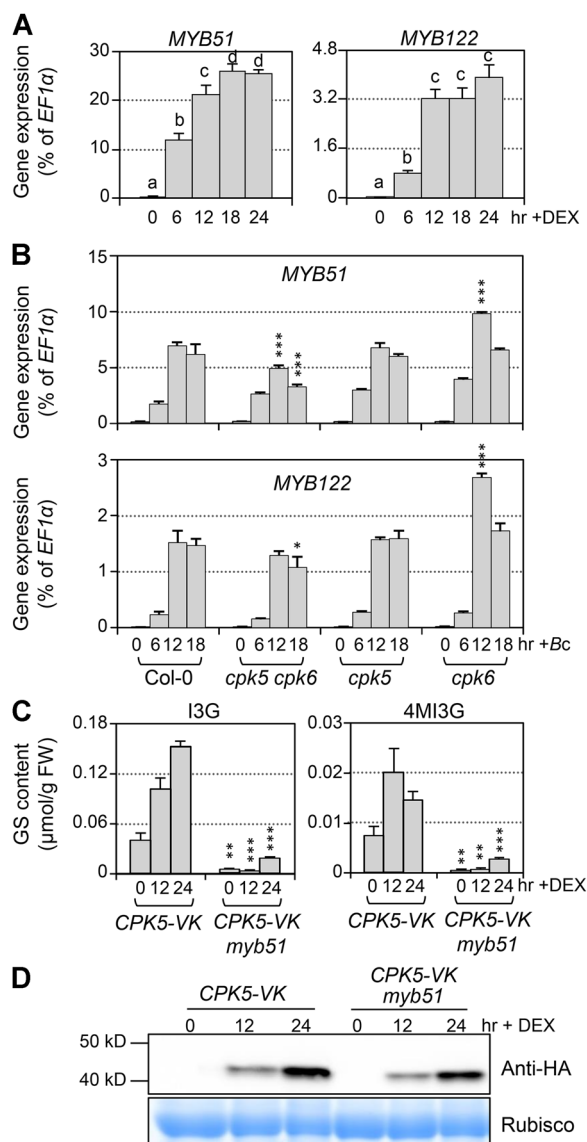 A
MYB51
MYB122
Gene expression
(% of EF1α)
30
20
10
0
a
b
c
d
d
4.8
3.2
1.6
0
a
b
c
c
c
0 6 12 18 24
0 6 12 18 24 hr +DEX
B
MYB51
Gene expression
(% of EF1α)
15
10
5
0
***
***
***
MYB122
Gene expression
(% of EF1α)
3
2
1
0
*
***
0 6 12 18 0 6 12 18 0 6 12 18 0 6 12 18 hr +Bc
Col-0 cpk5 cpk6 cpk5 cpk6
C
I3G
4MI3G
GS content
(μmol/g FW)
0.18
0.12
0.06
0
**
***
***
0.03
0.02
0.01
0
**
**
***
0 12 24 0 12 24 0 12 24 0 12 24 hr +DEX
CPK5-VK CPK5-VK
myb51
CPK5-VK CPK5-VK
myb51
D
CPK5-VK CPK5-VK
myb51
0 12 24 0 12 24 hr + DEX
50 kD
40 kD
Anti-HA
Rubisco